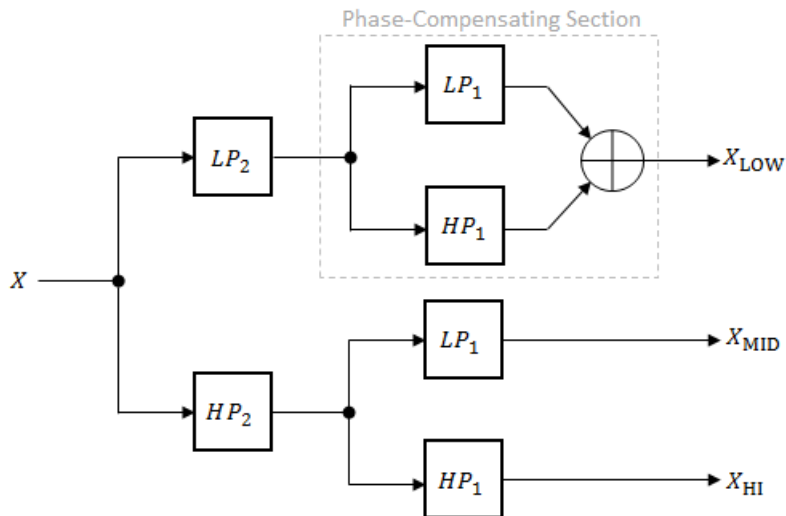 Phase-Compensating Section
LP₁
LP₂
X_LOW
HP₁
X
LP₁
X_MID
HP₂
HP₁
X_HI